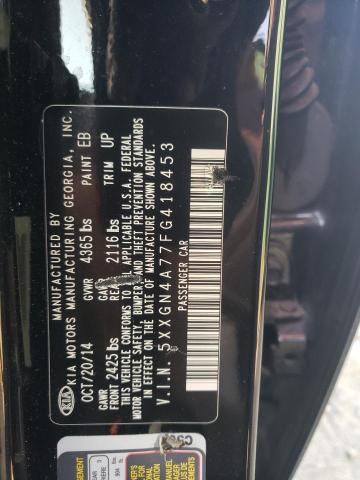 MANUFACTURED BY
KIA KIA MOTORS MANUFACTURING GEORGIA, INC.
OCT/20/14 GVWR 4365 lbs PAINT EB
GAWR FRONT 2425 lbs GAWR REAR 2116 lbs TRIM UP
THIS VEHICLE CONFORMS TO ALL APPLICABLE U.S.A. FEDERAL
MOTOR VEHICLE SAFETY, BUMPER, AND THEFT PREVENTION STANDARDS
IN EFFECT ON THE DATE OF MANUFACTURE SHOWN ABOVE.
V.I.N. 5XXGN4A77FG418453
PASSENGER CAR